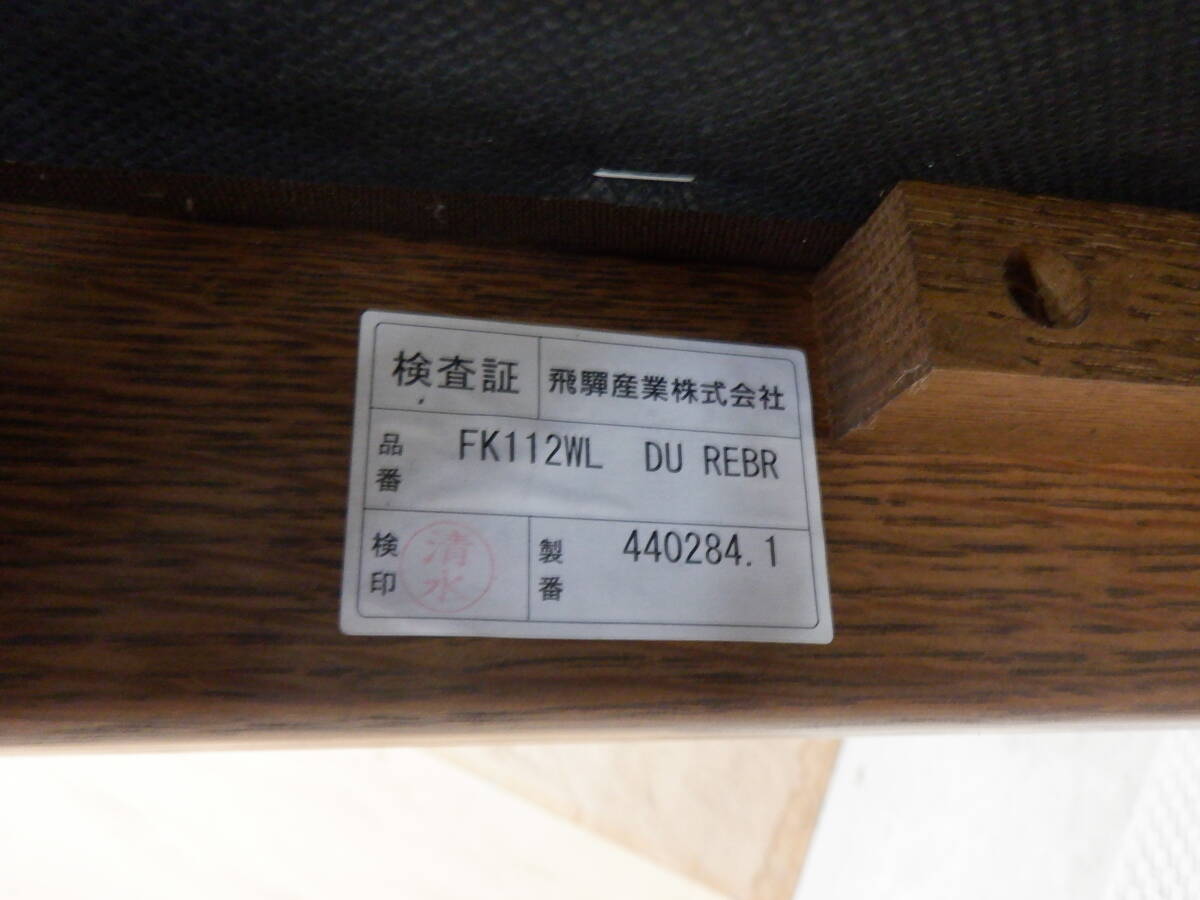 検査証
飛驒産業株式会社
品番
FK112WL DU REBR
検印
清水
製番
440284.1